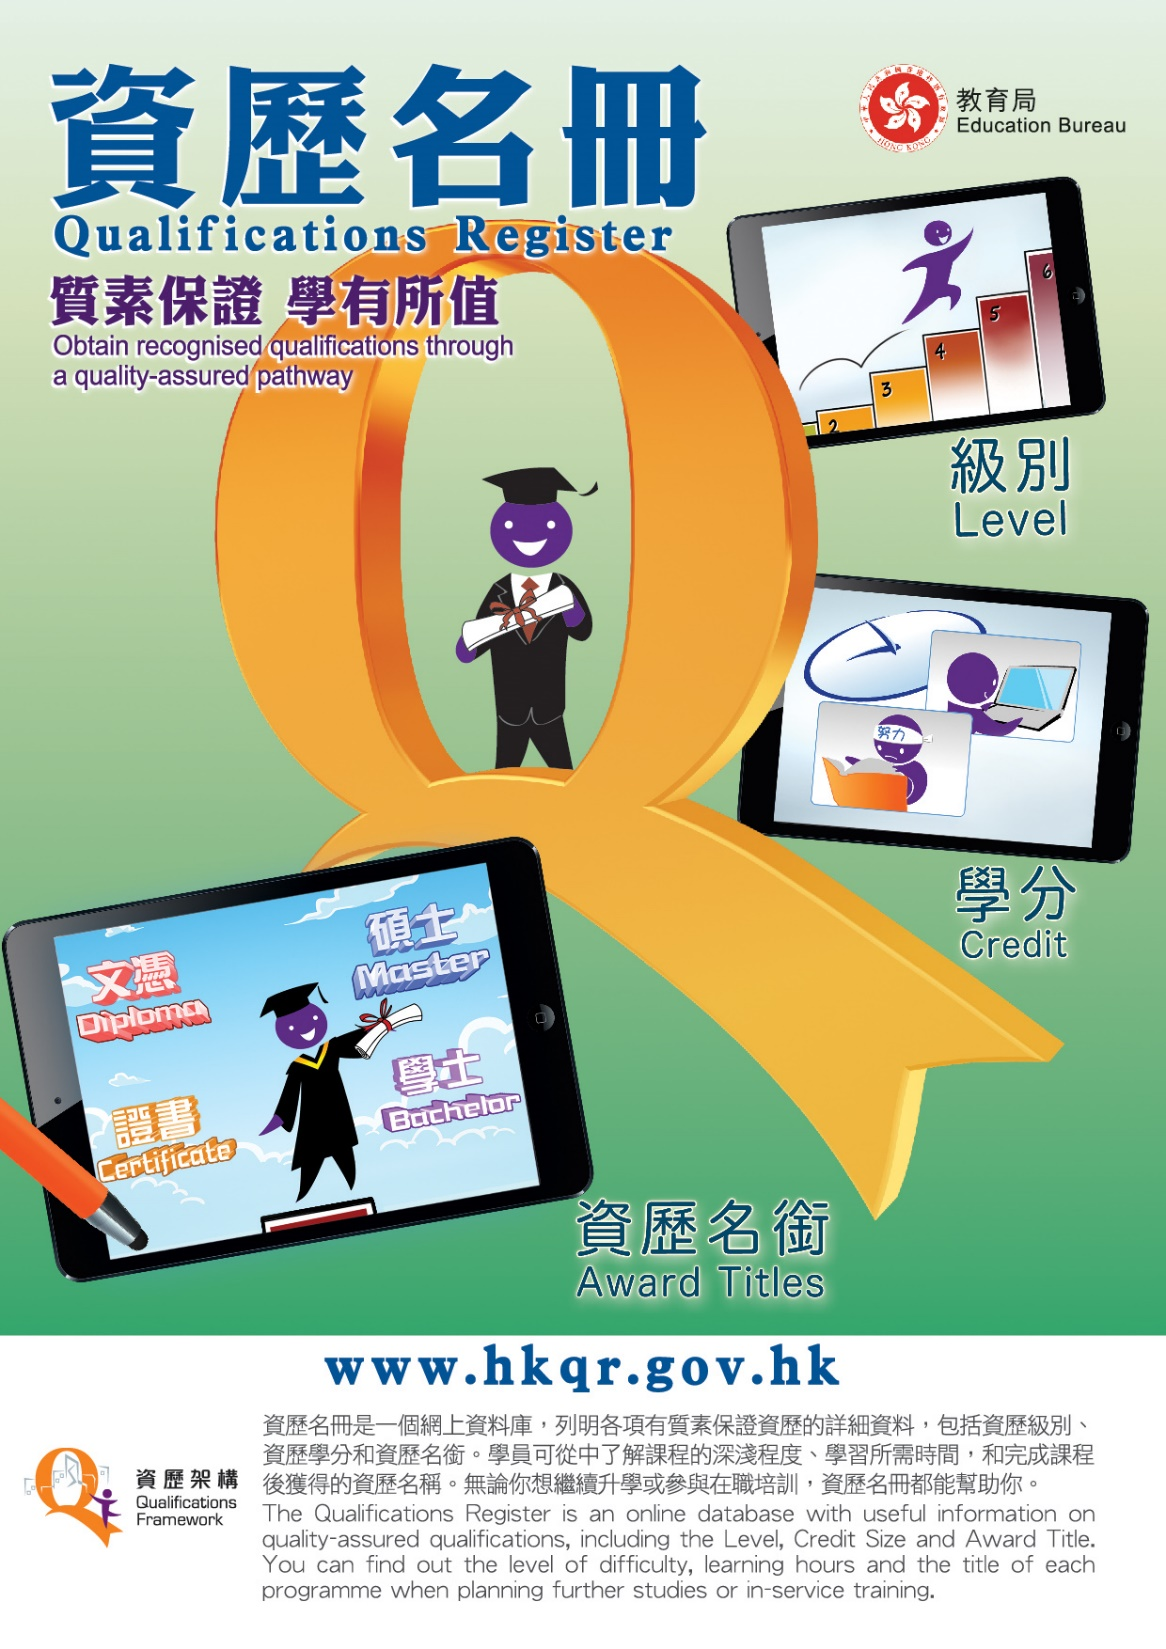 資歷名冊
Qualifications Register
質素保證 學有所值
Obtain recognised qualifications through
a quality-assured pathway
教育局
Education Bureau
HONG KONG
2
3
4
5
6
級別
Level
努力
學分
Credit
文憑
Diploma
碩士
Master
證書
Certificate
學士
Bachelor
資歷名銜
Award Titles
www.hkqr.gov.hk
資歷架構
Qualifications
Framework
資歷名冊是一個網上資料庫，列明各項有質素保證資歷的詳細資料，包括資歷級別、
資歷學分和資歷名銜。學員可從中了解課程的深淺程度、學習所需時間，和完成課程
後獲得的資歷名稱。無論你想繼續升學或參與在職培訓，資歷名冊都能幫助你。
The Qualifications Register is an online database with useful information on
quality-assured qualifications, including the Level, Credit Size and Award Title.
You can find out the level of difficulty, learning hours and the title of each
programme when planning further studies or in-service training.